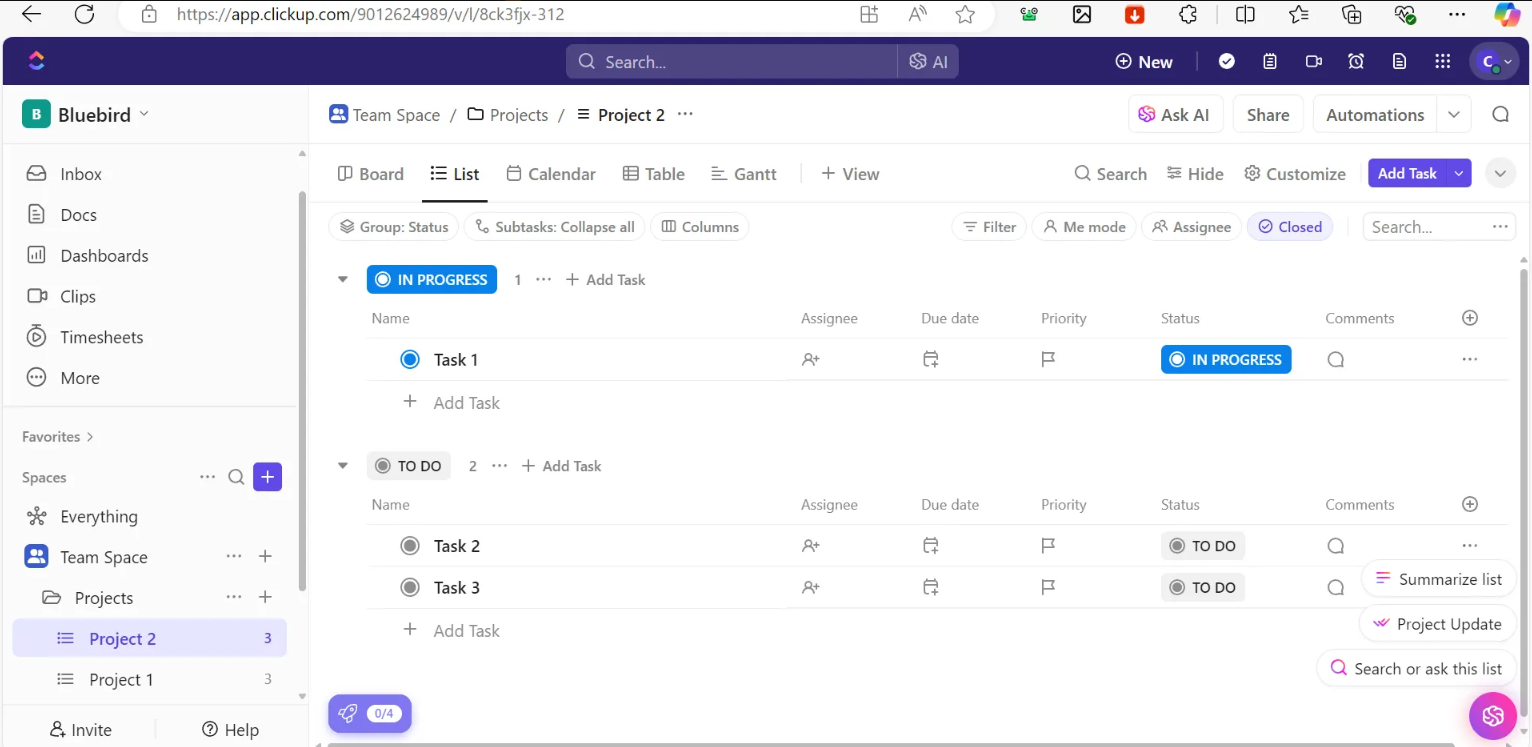 https://app.clickup.com/9012624989/v/l/8ckfjx-312
Search... AI New C
B Bluebird
Team Space / Projects / Project 2 ... Ask AI Share Automations
Inbox
Docs
Dashboards
Clips
Timesheets
More
Favorites >
Spaces ...
Everything
Team Space ... +
Projects ... +
Project 2 3
Project 1 3
Invite Help
Board List Calendar Table Gantt + View Search Hide Customize Add Task
Group: Status Subtasks: Collapse all Columns Filter Me mode Assignee Closed Search... ...
IN PROGRESS 1 ... + Add Task
Name Assignee Due date Priority Status Comments
Task 1 IN PROGRESS ...
+ Add Task
TO DO 2 ... + Add Task
Name Assignee Due date Priority Status Comments
Task 2 TO DO ...
Task 3 TO DO
+ Add Task
Summarize list
Project Update
Search or ask this list
0/4